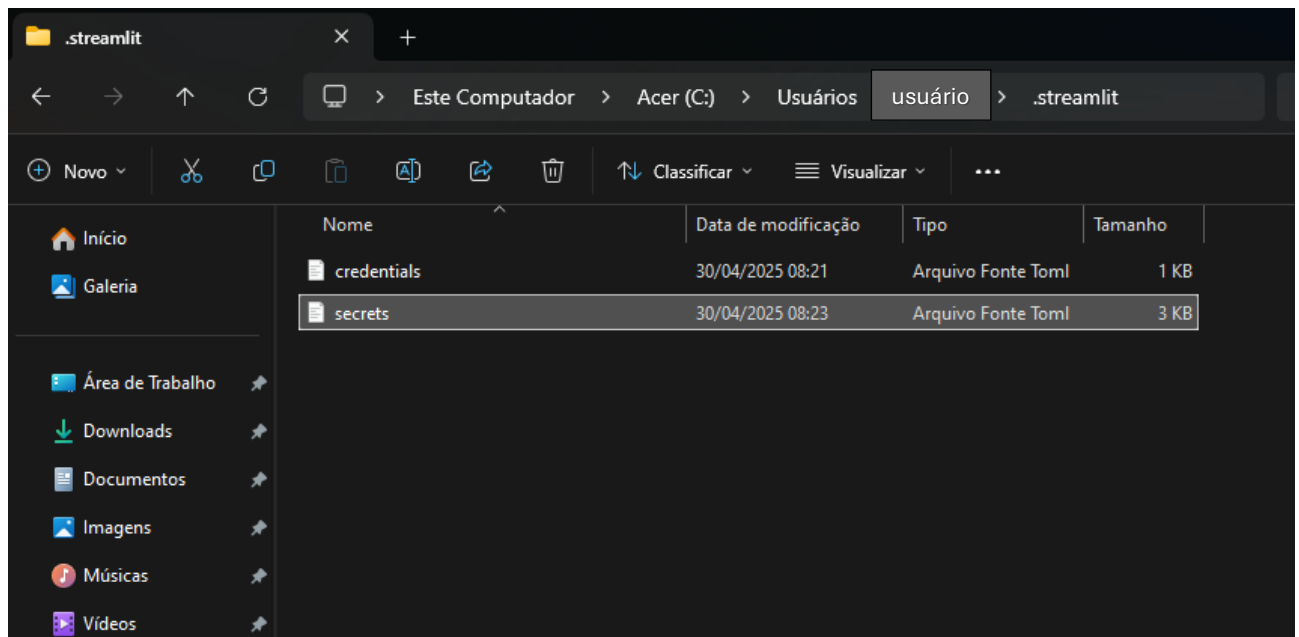 .streamlit
Este Computador > Acer (C:) > Usuários usuário > .streamlit
Novo Classificar Visualizar
Início
Galeria
Área de Trabalho
Downloads
Documentos
Imagens
Músicas
Vídeos
Nome Data de modificação Tipo Tamanho
credentials 30/04/2025 08:21 Arquivo Fonte Toml 1 KB
secrets 30/04/2025 08:23 Arquivo Fonte Toml 3 KB